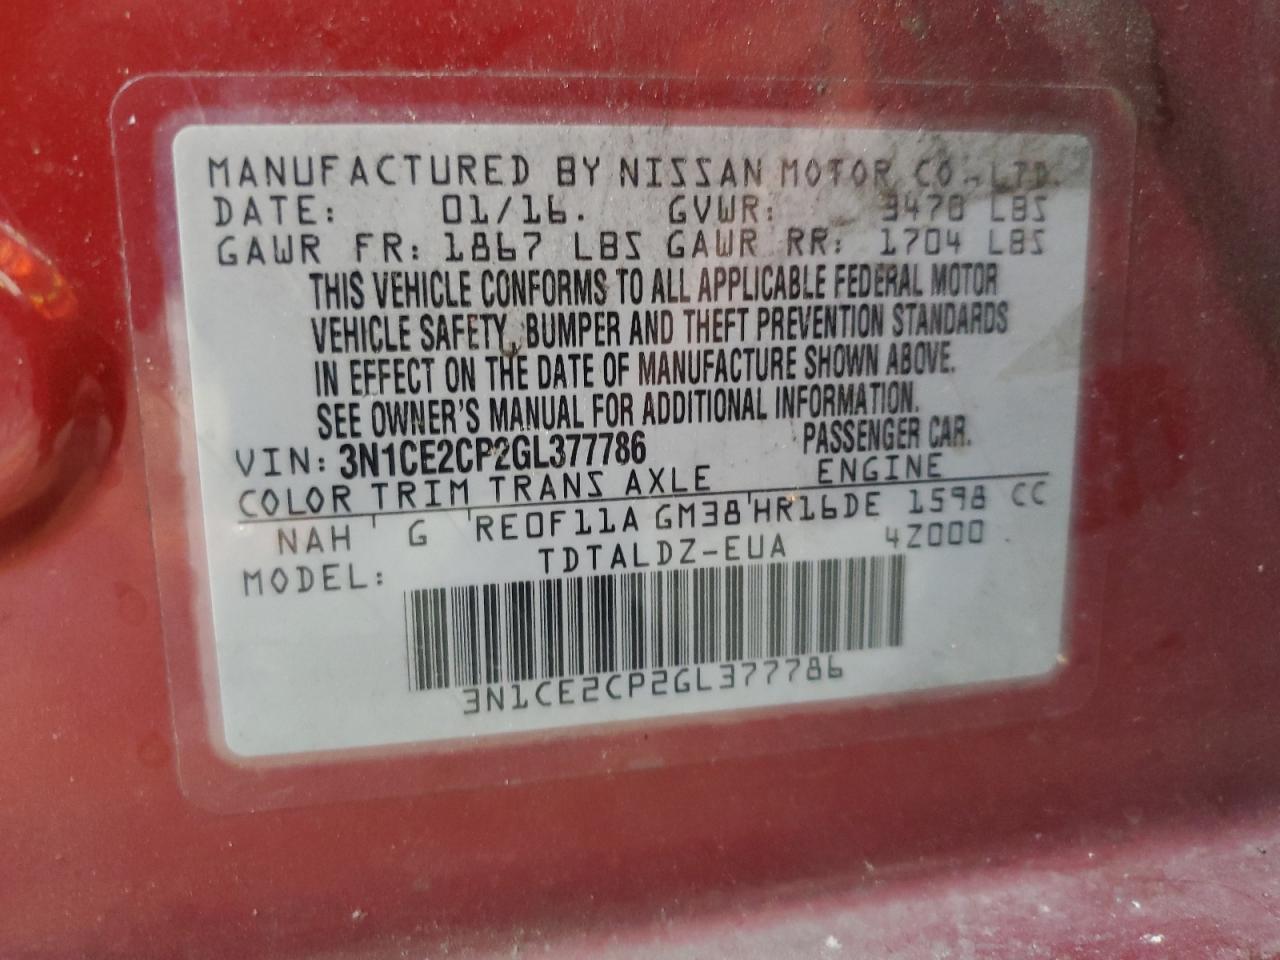 MANUFACTURED BY NISSAN MOTOR CO., LTD.
DATE: 01/16. GVWR: 3478 LBS
GAWR FR: 1867 LBS GAWR RR: 1704 LBS
THIS VEHICLE CONFORMS TO ALL APPLICABLE FEDERAL MOTOR
VEHICLE SAFETY, BUMPER AND THEFT PREVENTION STANDARDS
IN EFFECT ON THE DATE OF MANUFACTURE SHOWN ABOVE.
SEE OWNER'S MANUAL FOR ADDITIONAL INFORMATION.
VIN: 3N1CE2CP2GL377786 PASSENGER CAR.
COLOR TRIM TRANS AXLE ENGINE
NAH G RE0F11A GM38 HR16DE 1598 CC
MODEL: TDTALDZ-EUA 4Z000
3N1CE2CP2GL377786